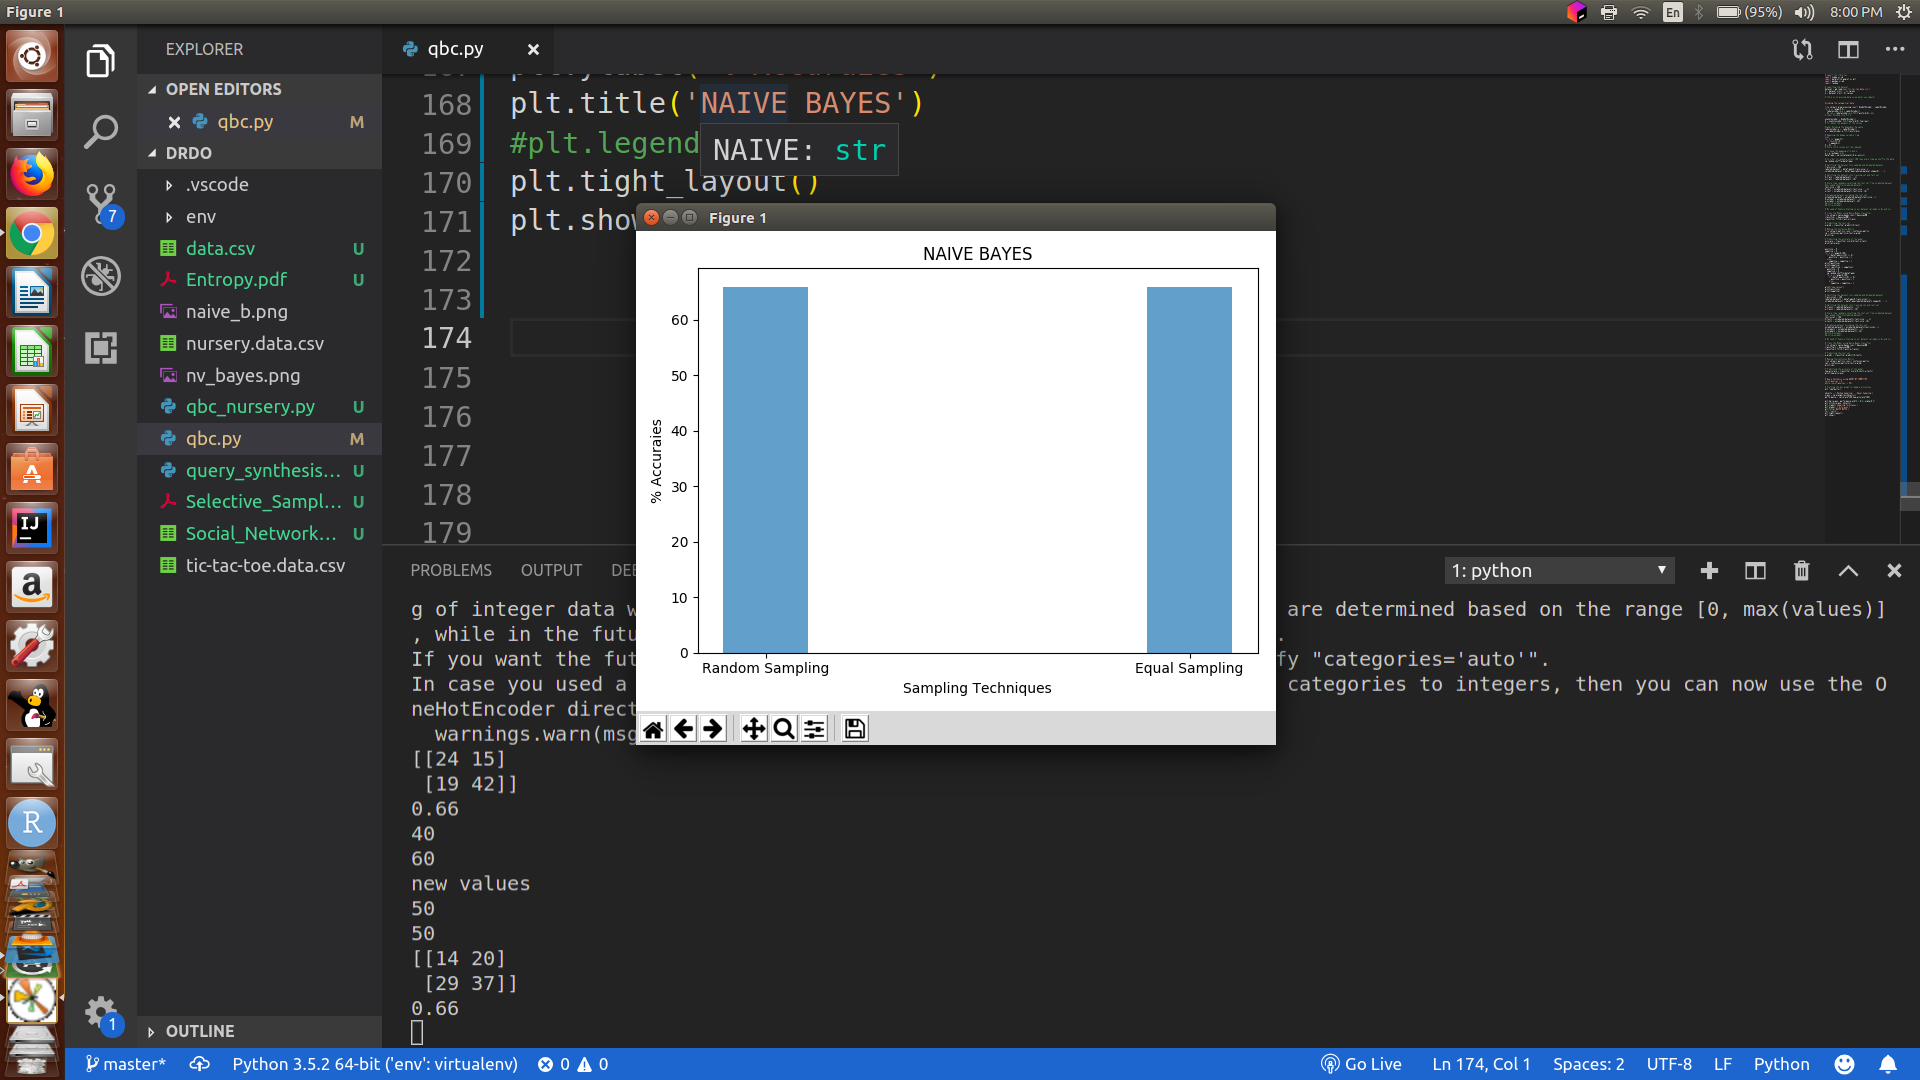 Figure 1
En
(95%)
8:00 PM
EXPLORER
OPEN EDITORS
qbc.py M
DRDO
.vscode
env
data.csv U
Entropy.pdf U
naive_b.png
nursery.data.csv
nv_bayes.png
qbc_nursery.py U
qbc.py M
query_synthesis... U
Selective_Sampl... U
Social_Network... U
tic-tac-toe.data.csv
OUTLINE
7
1
IJ
a
R
qbc.py
168 plt.title('NAIVE BAYES')
169 #plt.legend
NAIVE: str
170 plt.tight_layout()
171 plt.show
172
173
174
175
176
177
178
179
Figure 1
NAIVE BAYES
% Accuraies
60
50
40
30
20
10
0
Random Sampling
Equal Sampling
Sampling Techniques
PROBLEMS OUTPUT DE
1: python
g of integer data w are determined based on the range [0, max(values)]
, while in the futu .
If you want the fut fy "categories='auto'".
In case you used a categories to integers, then you can now use the O
neHotEncoder direct
warnings.warn(msg
[[24 15]
[19 42]]
0.66
40
60
new values
50
50
[[14 20]
[29 37]]
0.66
master* Python 3.5.2 64-bit ('env': virtualenv) 0 0 Go Live Ln 174, Col 1 Spaces: 2 UTF-8 LF Python